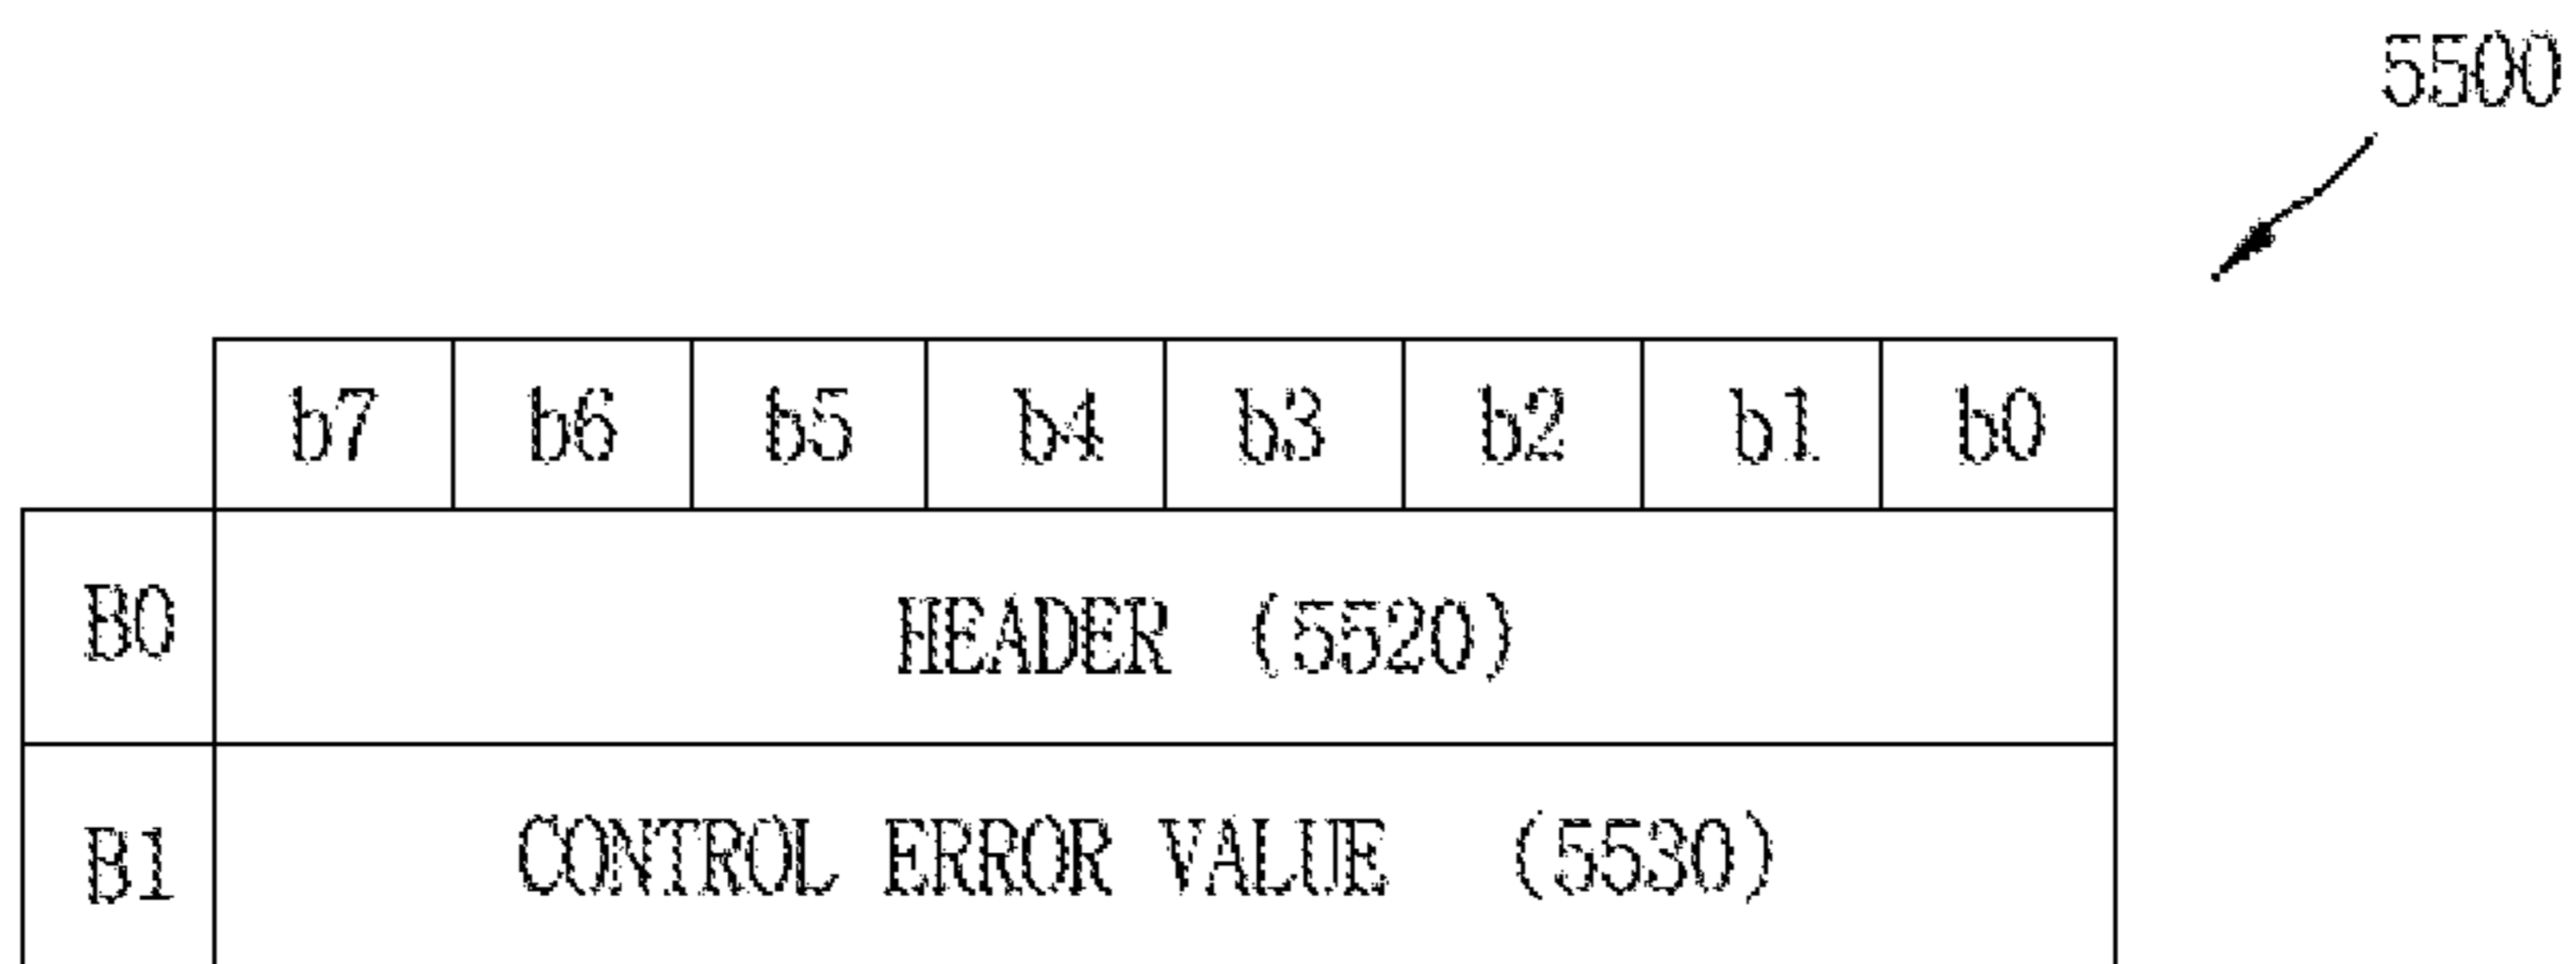 5500
b7 b6 b5 b4 b3 b2 b1 b0
B0 HEADER (5520)
B1 CONTROL ERROR VALUE (5530)